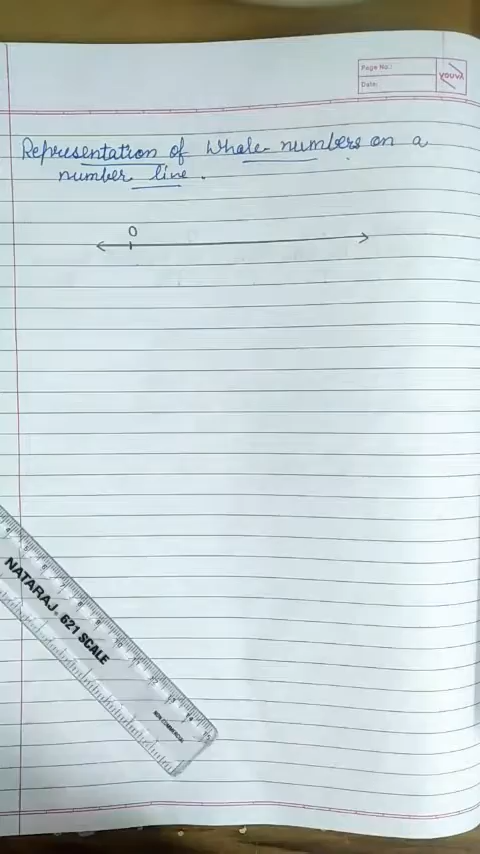 Page No.:
Date:
YOUVA
Representation of Whole numbers on a
number line.
0
NATARAJ 621 SCALE